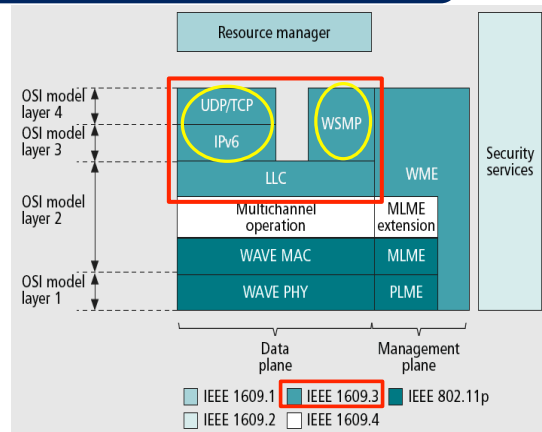 Resource manager
OSI model
layer 4
OSI model
layer 3
OSI model
layer 2
OSI model
layer 1
UDP/TCP
IPv6
WSMP
LLC
WME
Multichannel
operation
MLME
extension
WAVE MAC
MLME
WAVE PHY
PLME
Security
services
Data
plane
Management
plane
IEEE 1609.1
IEEE 1609.3
IEEE 802.11p
IEEE 1609.2
IEEE 1609.4